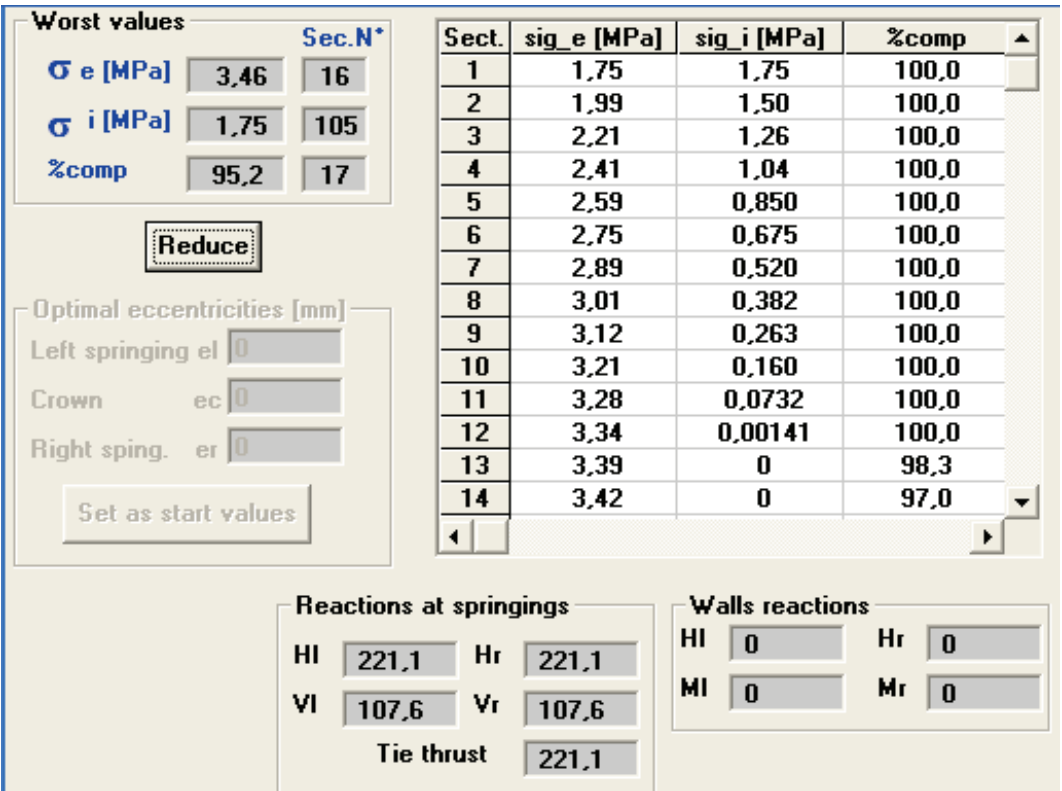 Worst values
Sec.N°
σ e [MPa] 3,46 16
σ i [MPa] 1,75 105
%comp 95,2 17
Reduce
Optimal eccentricities [mm]
Left springing el 0
Crown ec 0
Right sping. er 0
Set as start values
Sect. sig_e [MPa] sig_i [MPa] %comp
1 1,75 1,75 100,0
2 1,99 1,50 100,0
3 2,21 1,26 100,0
4 2,41 1,04 100,0
5 2,59 0,850 100,0
6 2,75 0,675 100,0
7 2,89 0,520 100,0
8 3,01 0,382 100,0
9 3,12 0,263 100,0
10 3,21 0,160 100,0
11 3,28 0,0732 100,0
12 3,34 0,00141 100,0
13 3,39 0 98,3
14 3,42 0 97,0
Reactions at springings
Hl 221,1 Hr 221,1
Vl 107,6 Vr 107,6
Tie thrust 221,1
Walls reactions
Hl 0 Hr 0
Ml 0 Mr 0